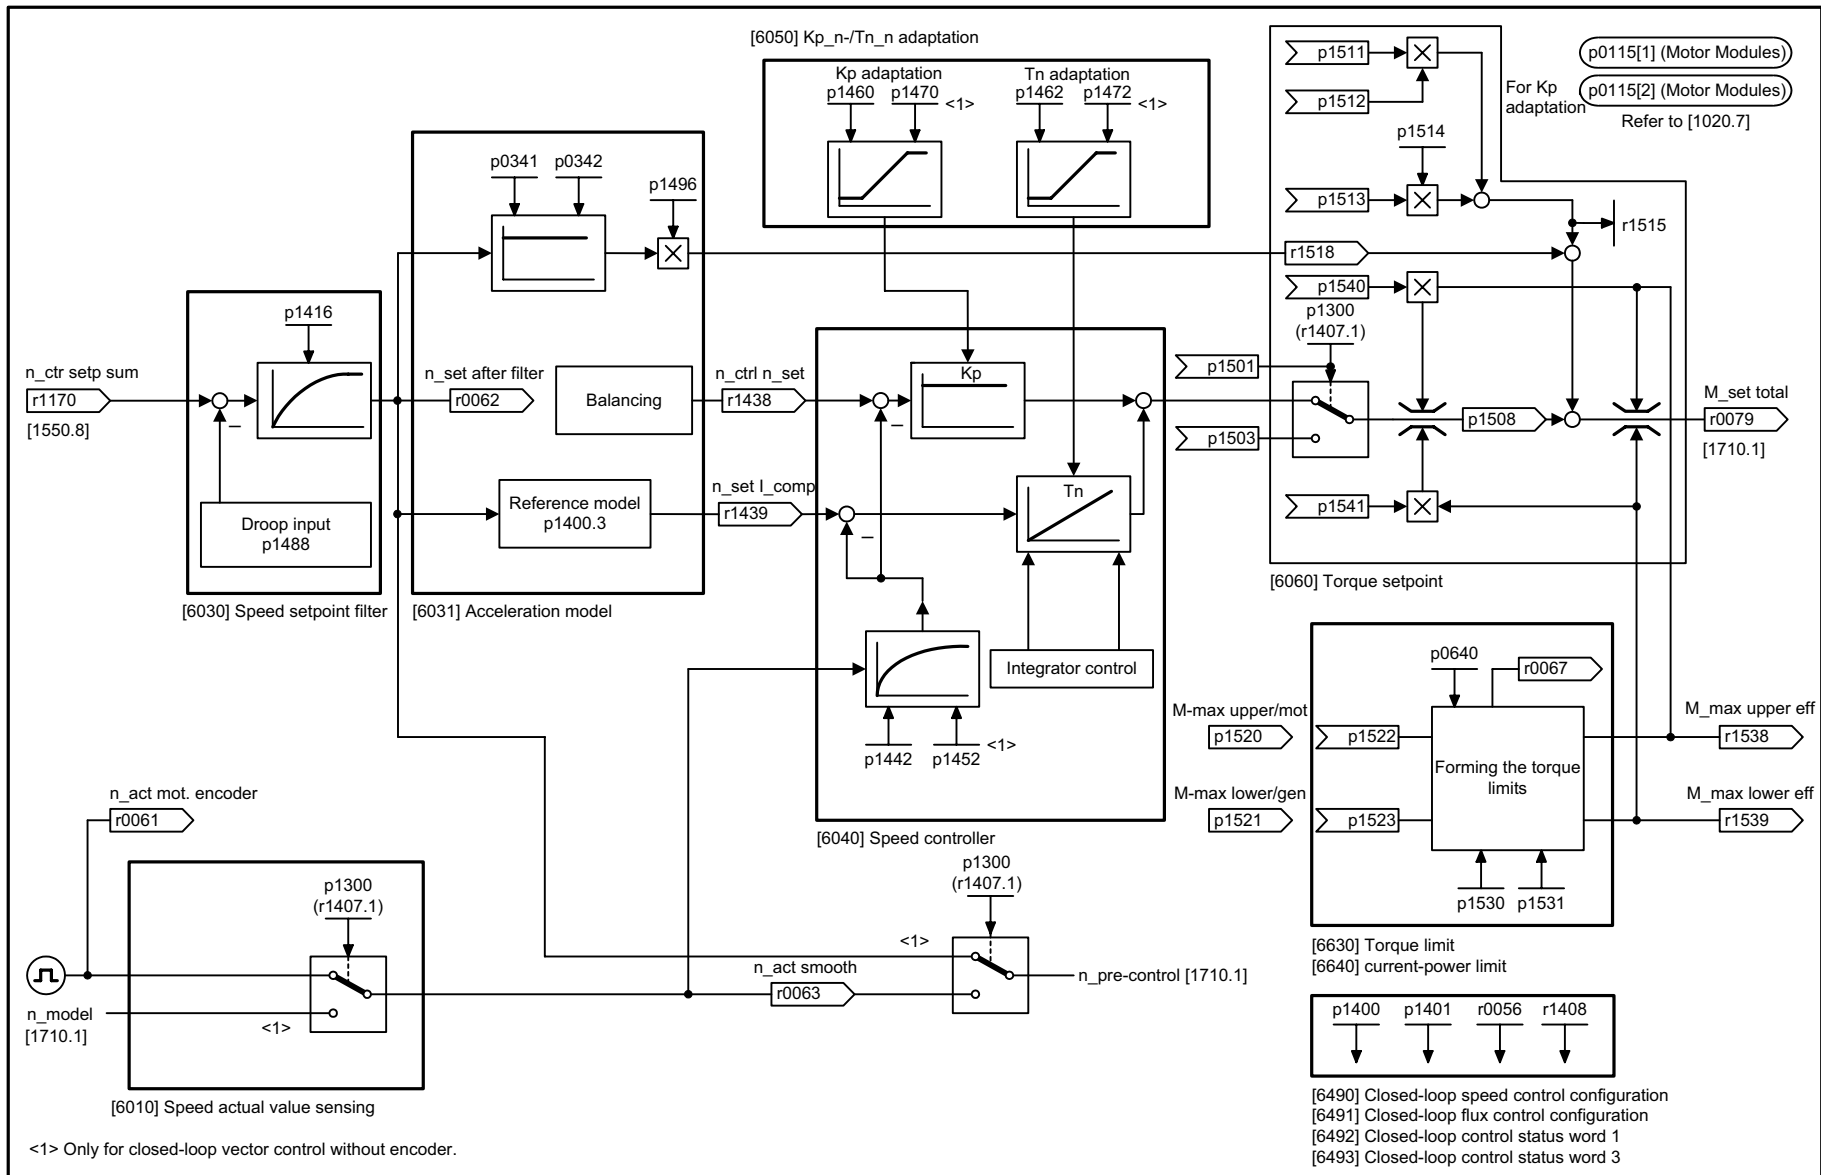 [6050] Kp_n-/Tn_n adaptation
Kp adaptation
p1460
p1470
<1>
Tn adaptation
p1462
p1472
<1>
p1511
p1512
For Kp
adaptation
p0115[1] (Motor Modules)
p0115[2] (Motor Modules)
Refer to [1020.7]
p1514
p1513
r1515
r1518
p0341
p0342
p1496
p1416
n_ctr setp sum
r1170
[1550.8]
–
Droop input
p1488
[6030] Speed setpoint filter
n_set after filter
r0062
Balancing
Reference model
p1400.3
[6031] Acceleration model
n_ctrl n_set
r1438
n_set I_comp
r1439
–
–
Kp
Tn
Integrator control
p1442
p1452
<1>
[6040] Speed controller
p1540
p1300
(r1407.1)
p1501
p1503
p1508
p1541
M_set total
r0079
[1710.1]
[6060] Torque setpoint
p0640
r0067
M-max upper/mot
p1520
p1522
M-max lower/gen
p1521
p1523
Forming the torque
limits
M_max upper eff
r1538
M_max lower eff
r1539
p1530
p1531
[6630] Torque limit
[6640] current-power limit
n_act mot. encoder
r0061
p1300
(r1407.1)
n_model
[1710.1]
<1>
[6010] Speed actual value sensing
n_act smooth
r0063
p1300
(r1407.1)
<1>
n_pre-control [1710.1]
p1400
p1401
r0056
r1408
[6490] Closed-loop speed control configuration
[6491] Closed-loop flux control configuration
[6492] Closed-loop control status word 1
[6493] Closed-loop control status word 3
<1> Only for closed-loop vector control without encoder.